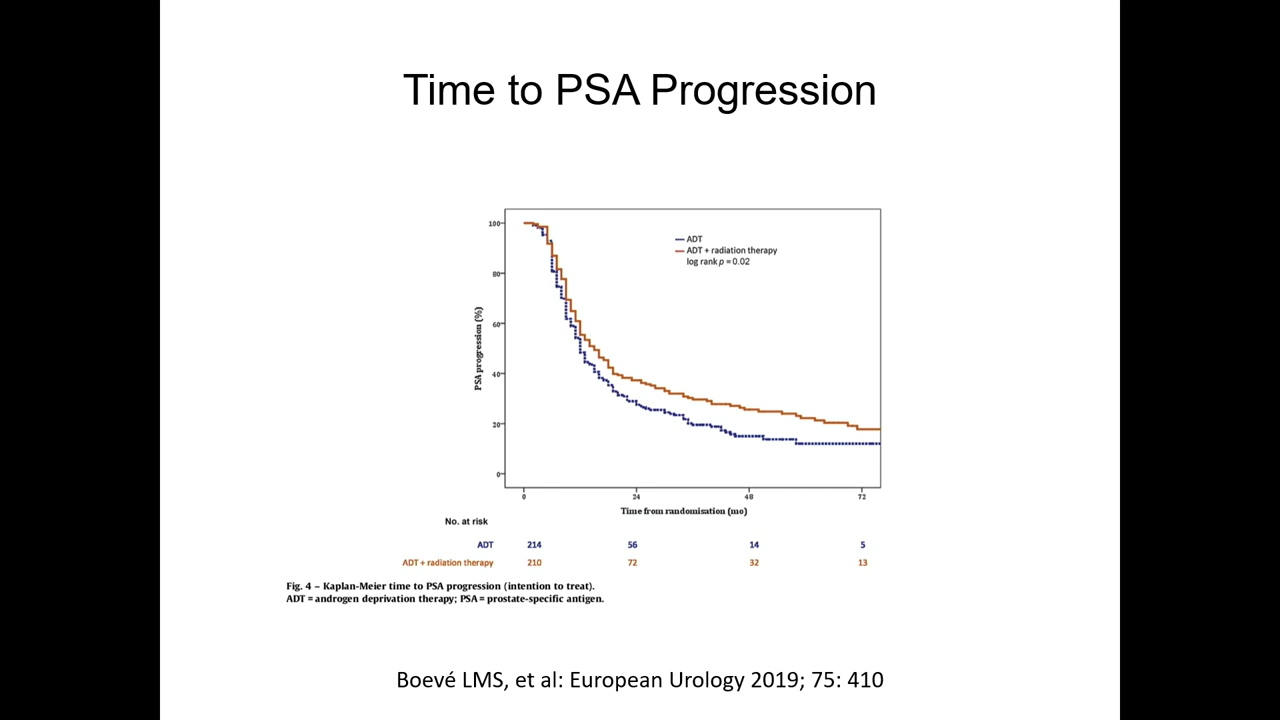 Time to PSA Progression
100
80
60
40
20
0
PSA progression (%)
ADT
ADT + radiation therapy
log rank p = 0.02
0 24 48 72
Time from randomisation (mo)
No. at risk
ADT 214 56 14 5
ADT + radiation therapy 210 72 32 13
Fig. 4 – Kaplan-Meier time to PSA progression (intention to treat).
ADT = androgen deprivation therapy; PSA = prostate-specific antigen.
Boevé LMS, et al: European Urology 2019; 75: 410